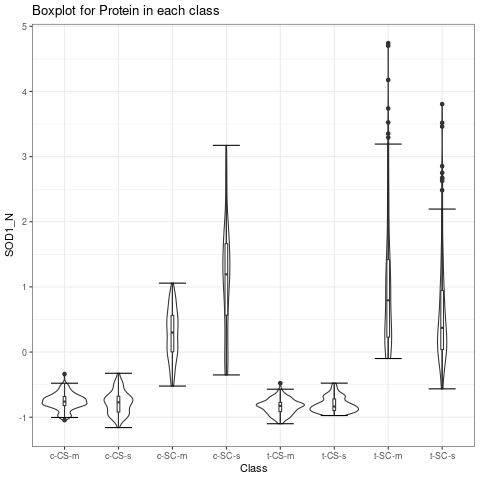 Boxplot for Protein in each class
5
4
3
2
1
0
-1
SOD1_N
c-CS-m c-CS-s c-SC-m c-SC-s t-CS-m t-CS-s t-SC-m t-SC-s
Class